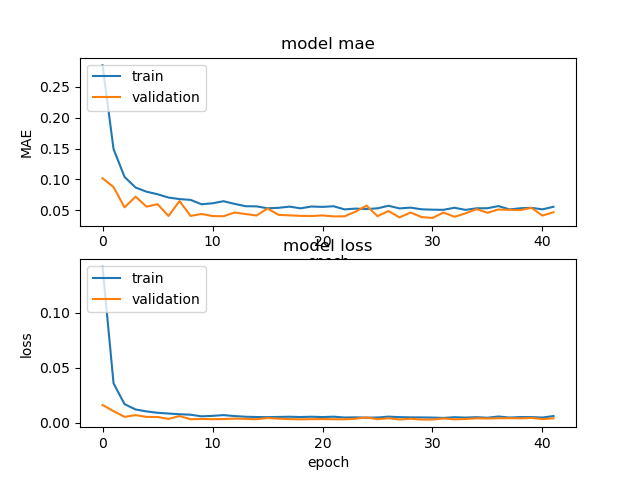 model mae
train
validation
0.25
0.20
0.15
0.10
0.05
MAE
0 10 20 30 40
epoch
model loss
train
validation
0.10
0.05
0.00
loss
0 10 20 30 40
epoch